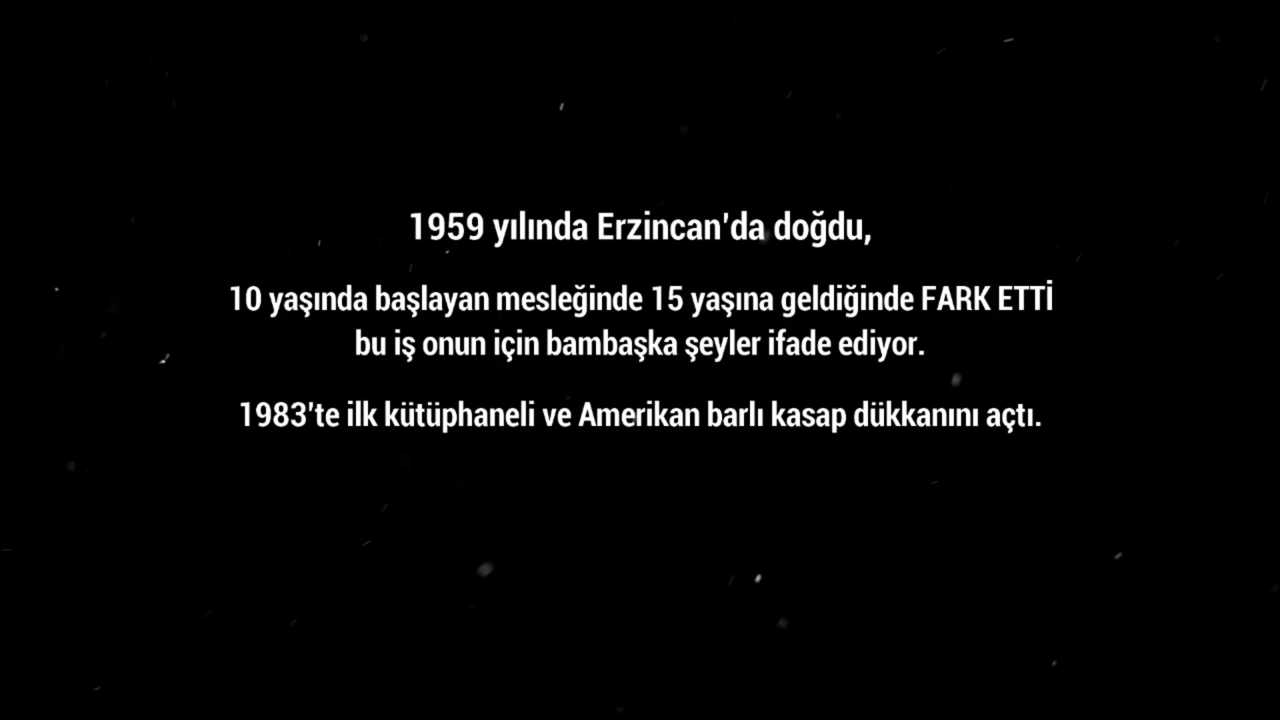 1959 yılında Erzincan'da doğdu,
10 yaşında başlayan mesleğinde 15 yaşına geldiğinde FARK ETTİ
bu iş onun için bambaşka şeyler ifade ediyor.
1983'te ilk kütüphaneli ve Amerikan barlı kasap dükkanını açtı.